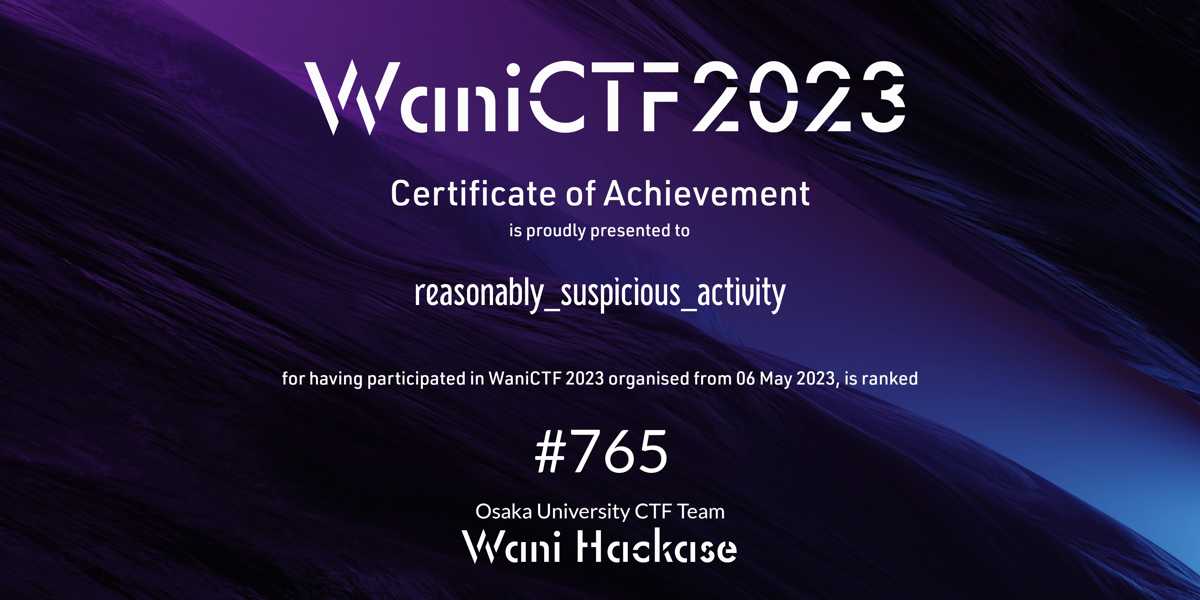 WaniCTF2023
Certificate of Achievement
is proudly presented to
reasonably_suspicious_activity
for having participated in WaniCTF 2023 organised from 06 May 2023, is ranked
#765
Osaka University CTF Team
Wani Hackase